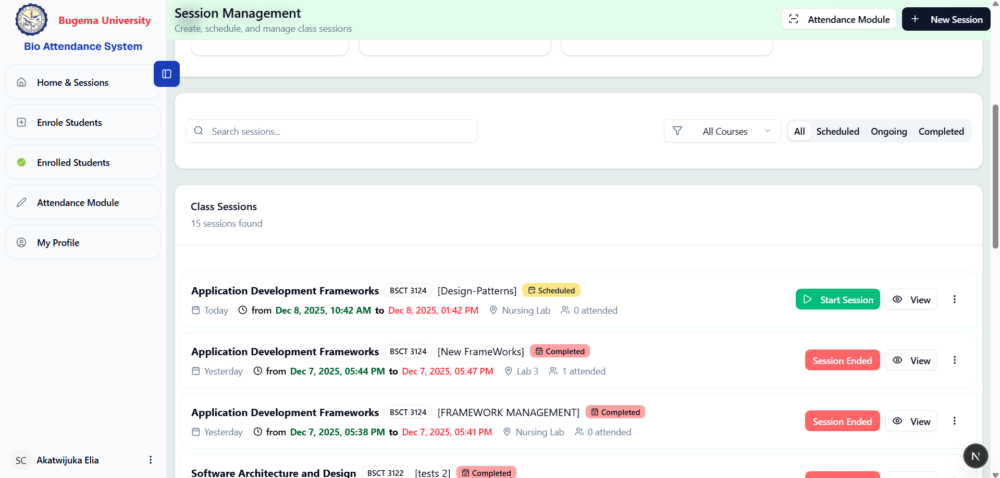 Bugema University
Bio Attendance System
Home & Sessions
Enrole Students
Enrolled Students
Attendance Module
My Profile
SC Akatwijuka Elia
Session Management
Create, schedule, and manage class sessions
Attendance Module
New Session
Search sessions...
All Courses
All Scheduled Ongoing Completed
Class Sessions
15 sessions found
Application Development Frameworks BSCT 3124 [Design-Patterns] Scheduled
Today from Dec 8, 2025, 10:42 AM to Dec 8, 2025, 01:42 PM Nursing Lab 0 attended
Start Session View
Application Development Frameworks BSCT 3124 [New FrameWorks] Completed
Yesterday from Dec 7, 2025, 05:44 PM to Dec 7, 2025, 05:47 PM Lab 3 1 attended
Session Ended View
Application Development Frameworks BSCT 3124 [FRAMEWORK MANAGEMENT] Completed
Yesterday from Dec 7, 2025, 05:38 PM to Dec 7, 2025, 05:41 PM Nursing Lab 0 attended
Session Ended View
Software Architecture and Design BSCT 3122 [tests 2] Completed
N